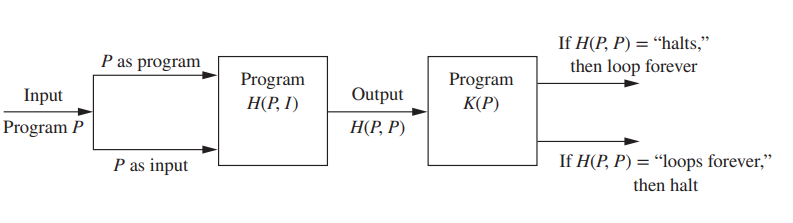 Input
Program P
P as program
P as input
Program
H(P, I)
Output
H(P, P)
Program
K(P)
If H(P, P) = “halts,”
then loop forever
If H(P, P) = “loops forever,”
then halt